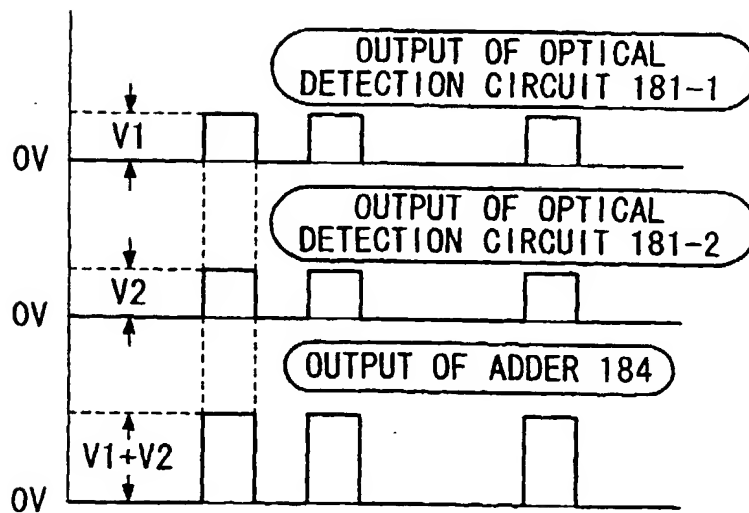 OUTPUT OF OPTICAL
DETECTION CIRCUIT 181-1
V1
0V
OUTPUT OF OPTICAL
DETECTION CIRCUIT 181-2
V2
0V
OUTPUT OF ADDER 184
V1+V2
0V